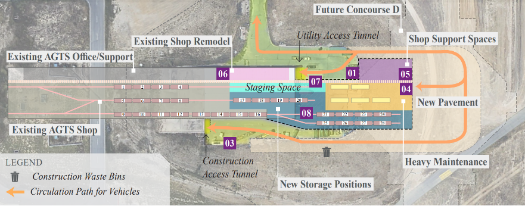 Future Concourse D
Existing Shop Remodel
Utility Access Tunnel
Shop Support Spaces
Existing AGTS Office/Support
06
01
05
07
04
Staging Space
New Pavement
08
Existing AGTS Shop
03
LEGEND
Construction Waste Bins
Circulation Path for Vehicles
Construction
Access Tunnel
Heavy Maintenance
New Storage Positions